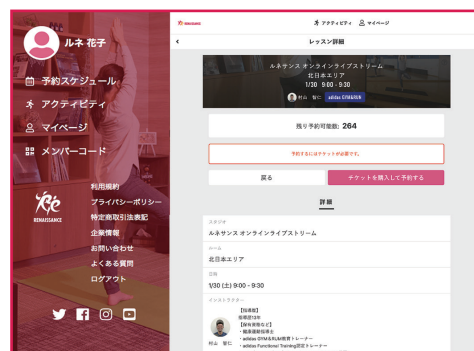 ルネ 花子
予約スケジュール
アクティビティ
マイページ
メンバーコード
RENAISSANCE
利用規約
プライバシーポリシー
特定商取引法表記
企業情報
お問い合わせ
よくある質問
ログアウト
RENAISSANCE
アクティビティ マイページ
レッスン詳細
ルネサンス オンラインライブストリーム
北日本エリア
1/30 9:00 - 9:30
村山 智仁 adidas GYM&RUN
残り予約可能数: 264
予約するにはチケットが必要です。
戻る
チケットを購入して予約する
詳細
スタジオ
ルネサンス オンラインライブストリーム
ルーム
北日本エリア
日時
1/30 (土) 9:00 - 9:30
インストラクター
【指導歴】
指導歴13年
【保有資格など】
・健康運動指導士
・adidas GYM&RUN教育トレーナー
・adidas Functional Training認定トレーナー
村山 智仁